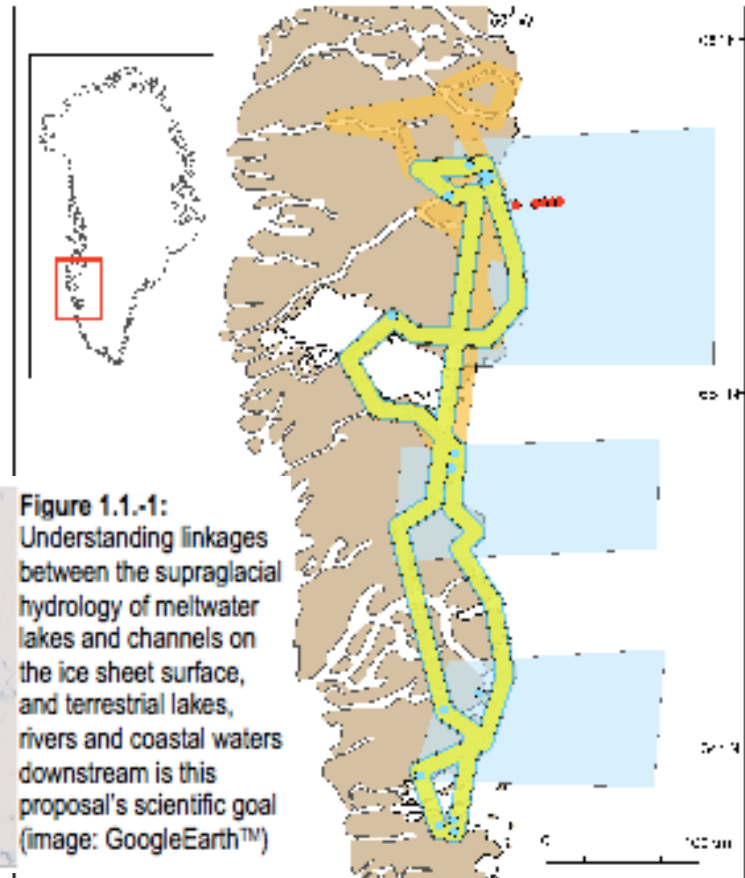 Figure 1.1.-1:
Understanding linkages
between the supraglacial
hydrology of meltwater
lakes and channels on
the ice sheet surface,
and terrestrial lakes,
rivers and coastal waters
downstream is this
proposal's scientific goal
(image: GoogleEarth™)